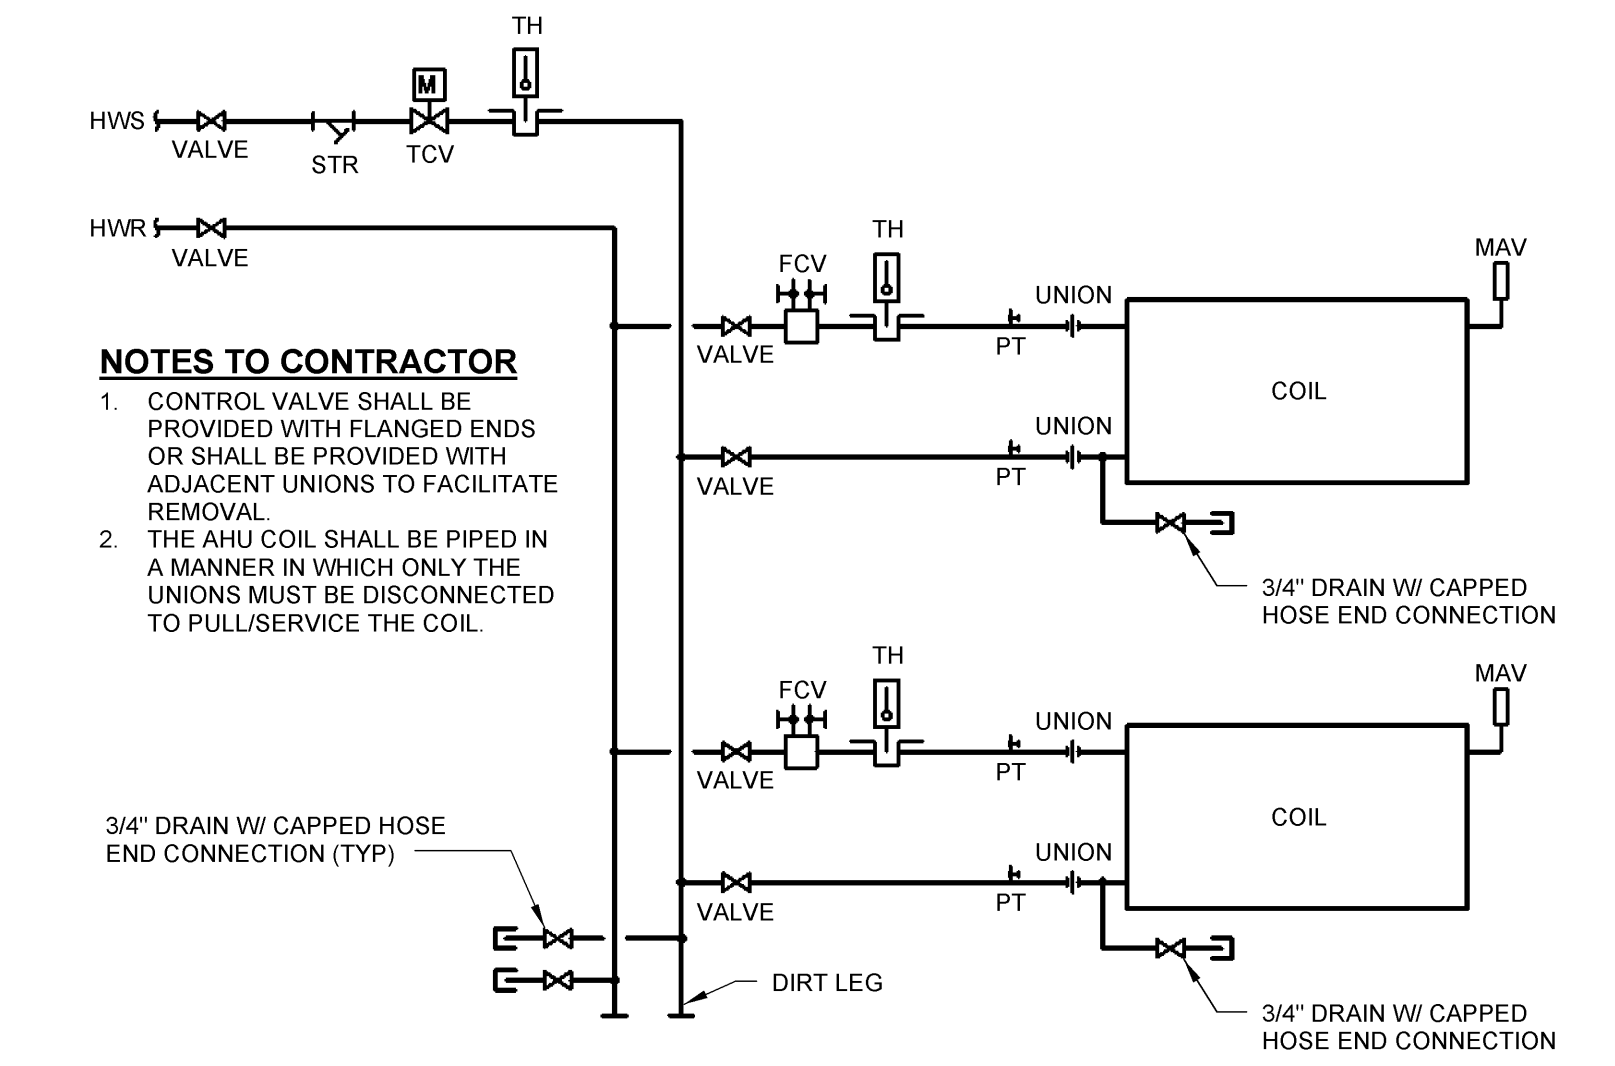 TH
M
HWS
VALVE
STR
TCV
HWR
VALVE
TH
FCV
MAV
UNION
VALVE
PT
COIL
NOTES TO CONTRACTOR
1. CONTROL VALVE SHALL BE
PROVIDED WITH FLANGED ENDS
OR SHALL BE PROVIDED WITH
ADJACENT UNIONS TO FACILITATE
REMOVAL.
2. THE AHU COIL SHALL BE PIPED IN
A MANNER IN WHICH ONLY THE
UNIONS MUST BE DISCONNECTED
TO PULL/SERVICE THE COIL.
UNION
VALVE
PT
3/4" DRAIN W/ CAPPED
HOSE END CONNECTION
TH
FCV
MAV
UNION
VALVE
PT
COIL
3/4" DRAIN W/ CAPPED HOSE
END CONNECTION (TYP)
UNION
VALVE
PT
DIRT LEG
3/4" DRAIN W/ CAPPED
HOSE END CONNECTION